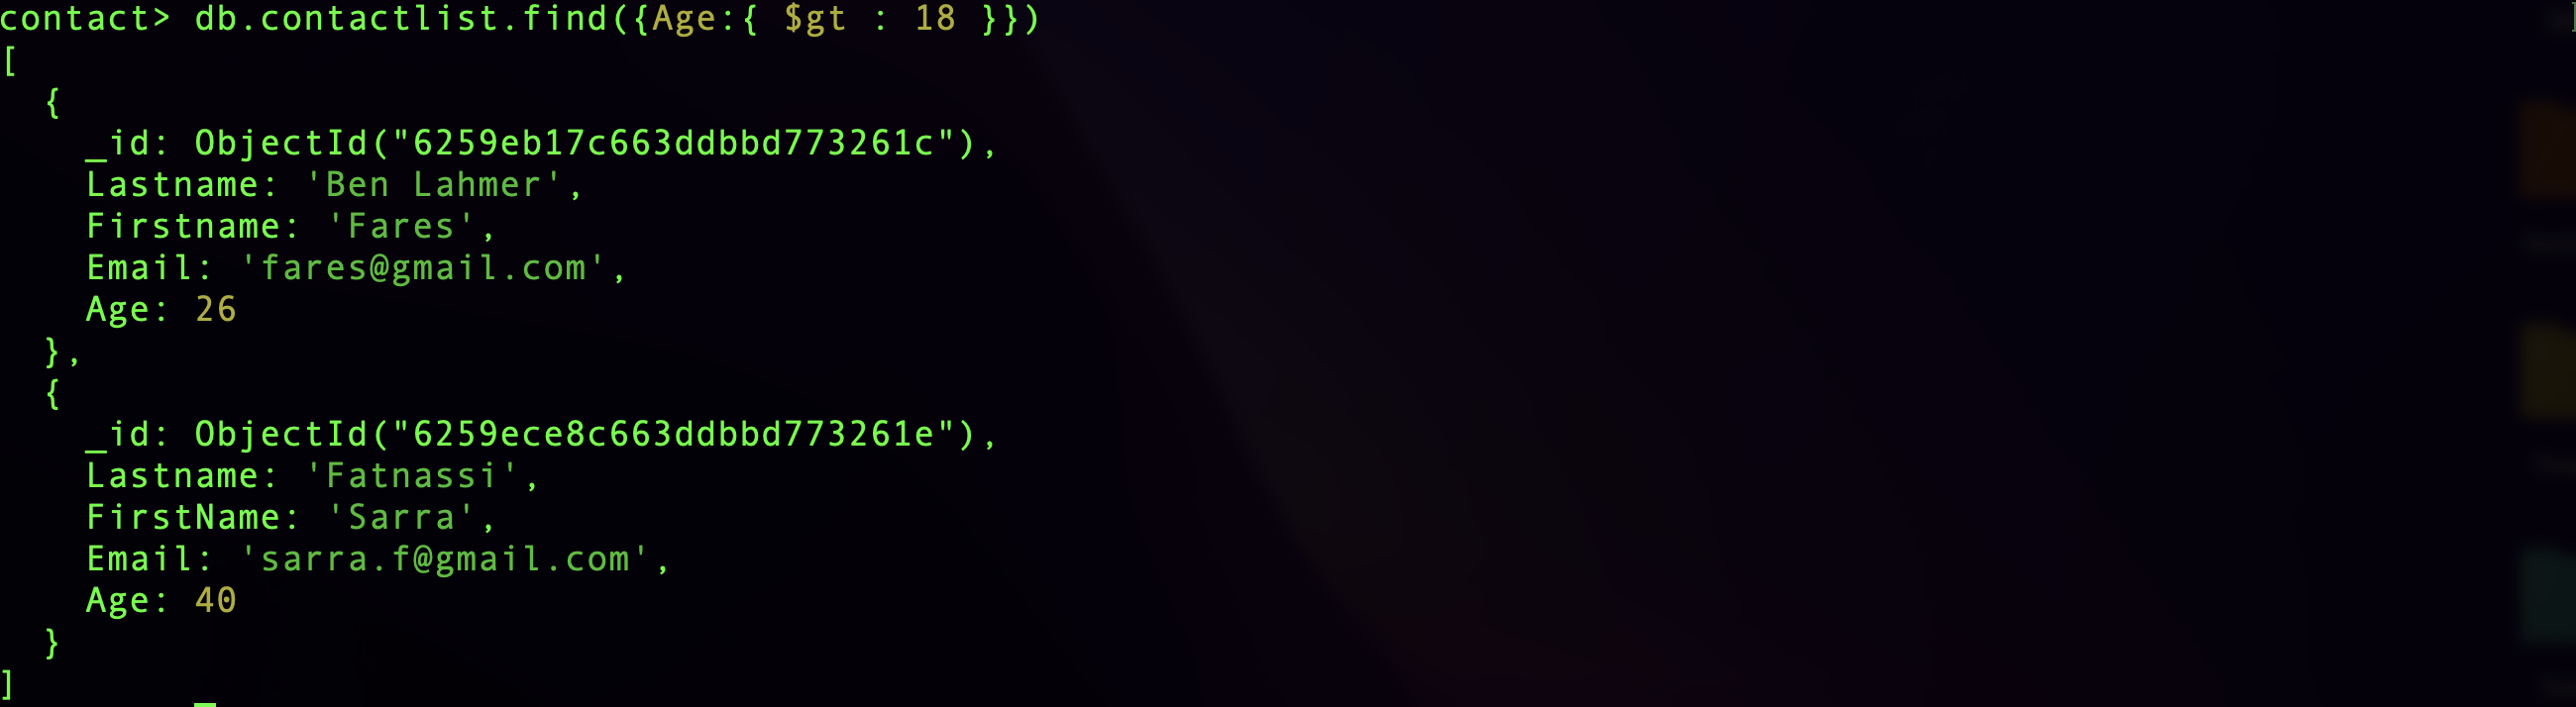 contact> db.contactlist.find({Age:{ $gt : 18 }})
[
  {
    _id: ObjectId("6259eb17c663ddbbd773261c"),
    Lastname: 'Ben Lahmer',
    Firstname: 'Fares',
    Email: 'fares@gmail.com',
    Age: 26
  },
  {
    _id: ObjectId("6259ece8c663ddbbd773261e"),
    Lastname: 'Fatnassi',
    FirstName: 'Sarra',
    Email: 'sarra.f@gmail.com',
    Age: 40
  }
]